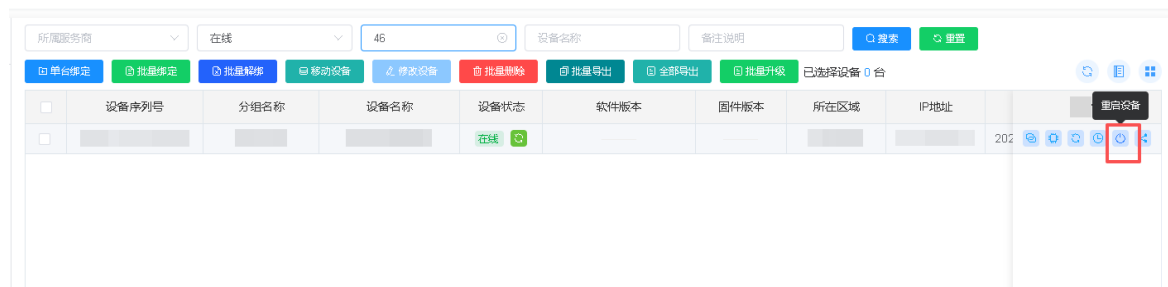 所属服务商 在线 46 设备名称 备注说明 搜索 重置
单台绑定 批量绑定 批量解绑 移动设备 修改设备 批量删除 批量导出 全部导出 批量升级 已选择设备 0 台
设备序列号 分组名称 设备名称 设备状态 软件版本 固件版本 所在区域 IP地址 重启设备
在线 202